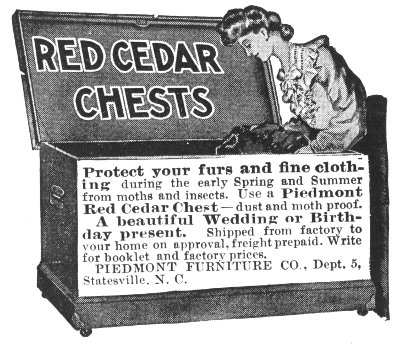 RED CEDAR
CHESTS
Protect your furs and fine cloth-
ing during the early Spring and Summer
from moths and insects. Use a Piedmont
Red Cedar Chest—dust and moth proof.
A beautiful Wedding or Birth-
day present. Shipped from factory to
your home on approval, freight prepaid. Write
for booklet and factory prices.
PIEDMONT FURNITURE CO., Dept. 5,
Statesville, N. C.